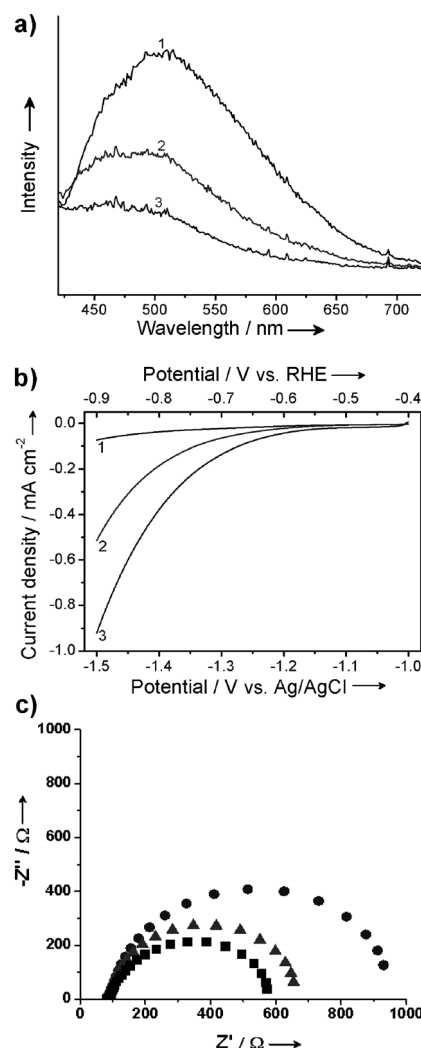 a)
1
2
3
Intensity →
450 500 550 600 650 700
Wavelength / nm →
b)
Potential / V vs. RHE →
-0.9 -0.8 -0.7 -0.6 -0.5 -0.4
0.0
-0.2
-0.4
-0.6
-0.8
-1.0
1
2
3
Current density / mA cm⁻² →
-1.5 -1.4 -1.3 -1.2 -1.1 -1.0
Potential / V vs. Ag/AgCl →
c)
1000
800
600
400
200
0
-Z'' / Ω →
0 200 400 600 800 1000
Z' / Ω →